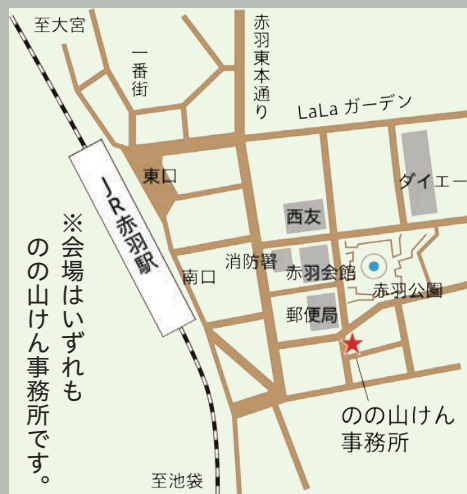 至大宮
一番街
赤羽東本通り
LaLa ガーデン
東口
JR赤羽駅
ダイエー
西友
消防署
赤羽会館
南口
赤羽公園
郵便局
※会場はいずれも
のの山けん事務所です。
のの山けん
事務所
至池袋